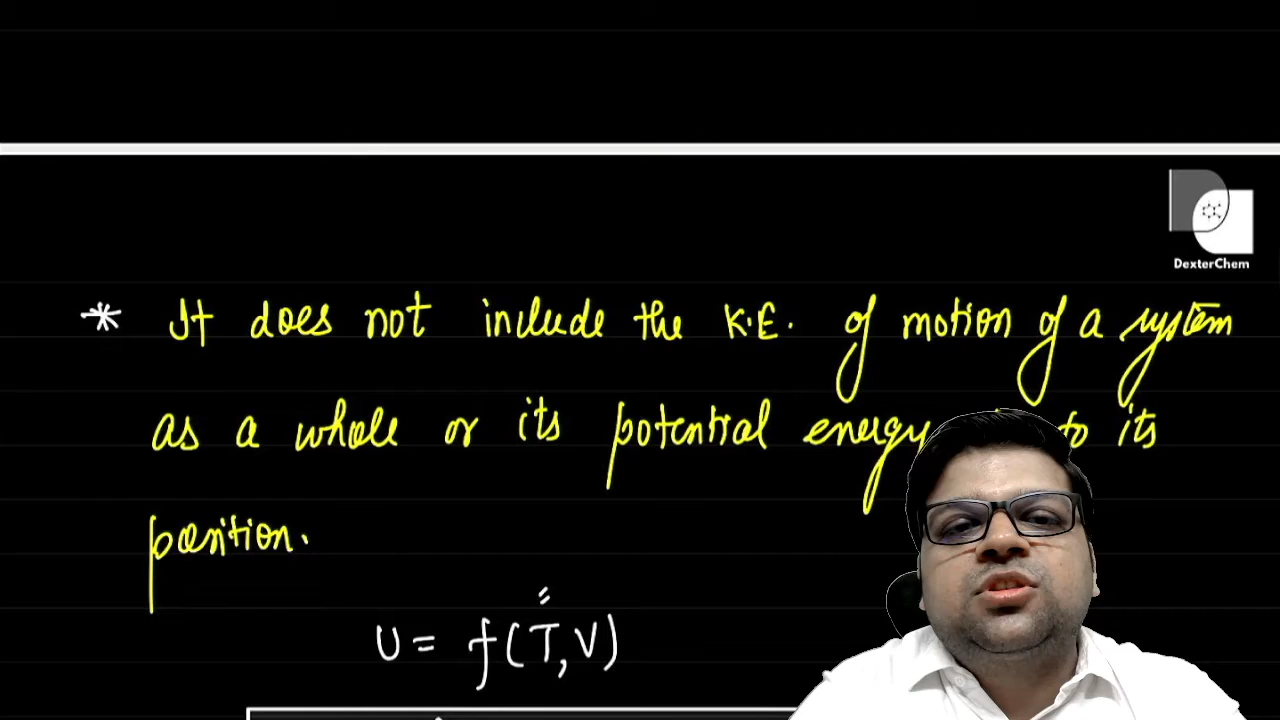 DexterChem
* It does not include the K.E. of motion of a system
as a whole or its potential energy to its
position.
U = f(T, V)